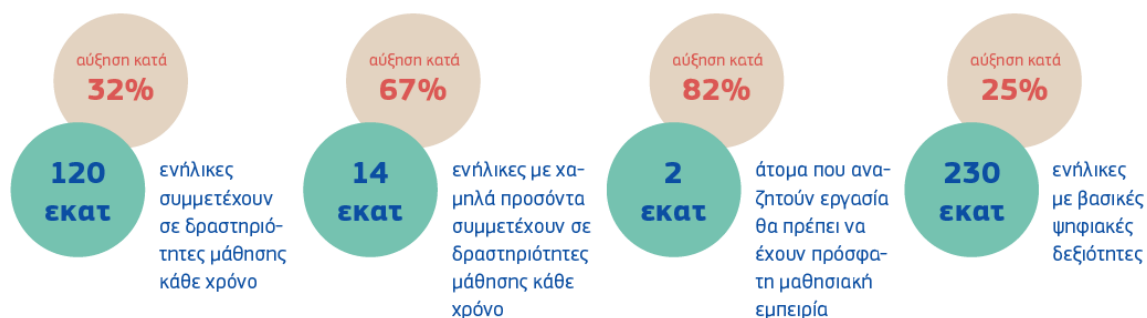 αύξηση κατά
32%
120
εκατ
ενήλικες
συμμετέχουν
σε δραστηριό-
τητες μάθησης
κάθε χρόνο
αύξηση κατά
67%
14
εκατ
ενήλικες με χα-
μηλά προσόντα
συμμετέχουν σε
δραστηριότητες
μάθησης κάθε
χρόνο
αύξηση κατά
82%
2
εκατ
άτομα που ανα-
ζητούν εργασία
θα πρέπει να
έχουν πρόσφα-
τη μαθησιακή
εμπειρία
αύξηση κατά
25%
230
εκατ
ενήλικες
με βασικές
ψηφιακές
δεξιότητες